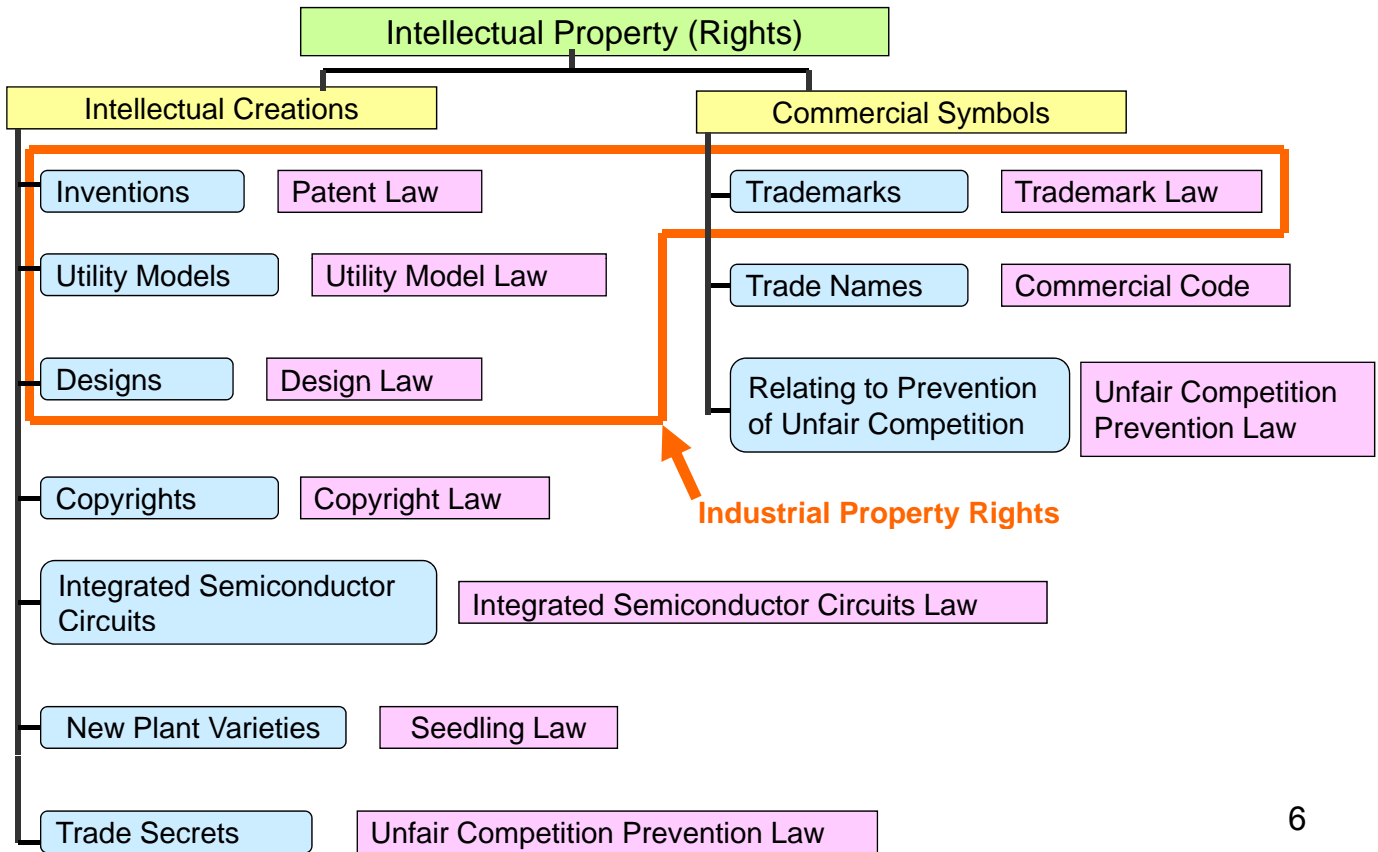 Intellectual Property (Rights)
Intellectual Creations
Commercial Symbols
Inventions
Patent Law
Trademarks
Trademark Law
Utility Models
Utility Model Law
Trade Names
Commercial Code
Designs
Design Law
Relating to Prevention
of Unfair Competition
Unfair Competition
Prevention Law
Copyrights
Copyright Law
Industrial Property Rights
Integrated Semiconductor
Circuits
Integrated Semiconductor Circuits Law
New Plant Varieties
Seedling Law
Trade Secrets
Unfair Competition Prevention Law
6